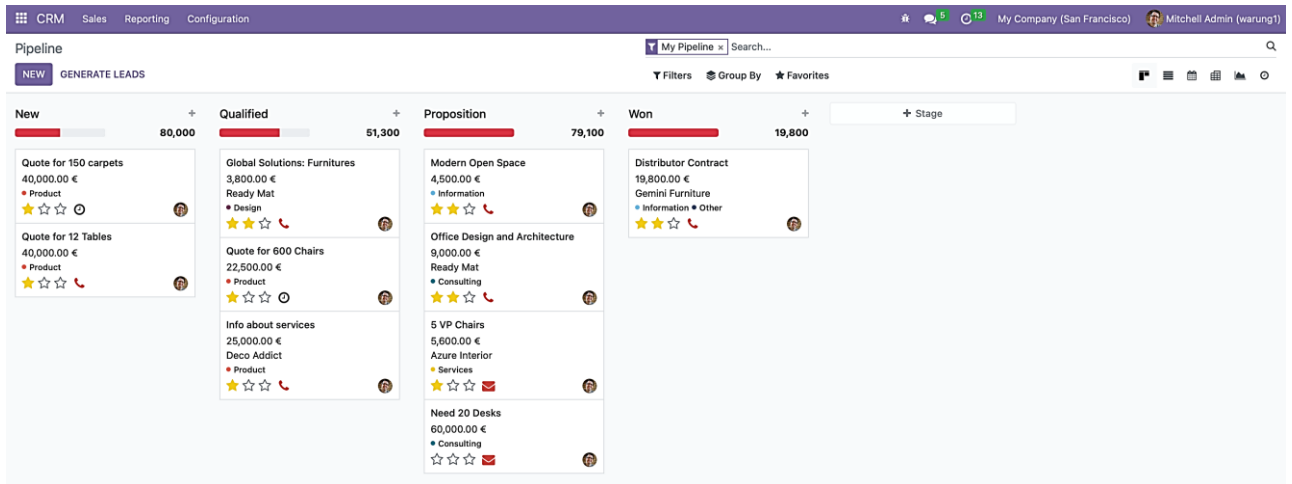 CRM Sales Reporting Configuration 5 13 My Company (San Francisco) Mitchell Admin (warung1)
Pipeline My Pipeline × Search...
NEW GENERATE LEADS Filters Group By Favorites
New +
80,000
Quote for 150 carpets
40,000.00 €
Product
Quote for 12 Tables
40,000.00 €
Product
Qualified +
51,300
Global Solutions: Furnitures
3,800.00 €
Ready Mat
Design
Quote for 600 Chairs
22,500.00 €
Product
Info about services
25,000.00 €
Deco Addict
Product
Proposition +
79,100
Modern Open Space
4,500.00 €
Information
Office Design and Architecture
9,000.00 €
Ready Mat
Consulting
5 VP Chairs
5,600.00 €
Azure Interior
Services
Need 20 Desks
60,000.00 €
Consulting
Won +
19,800
Distributor Contract
19,800.00 €
Gemini Furniture
Information Other
+ Stage